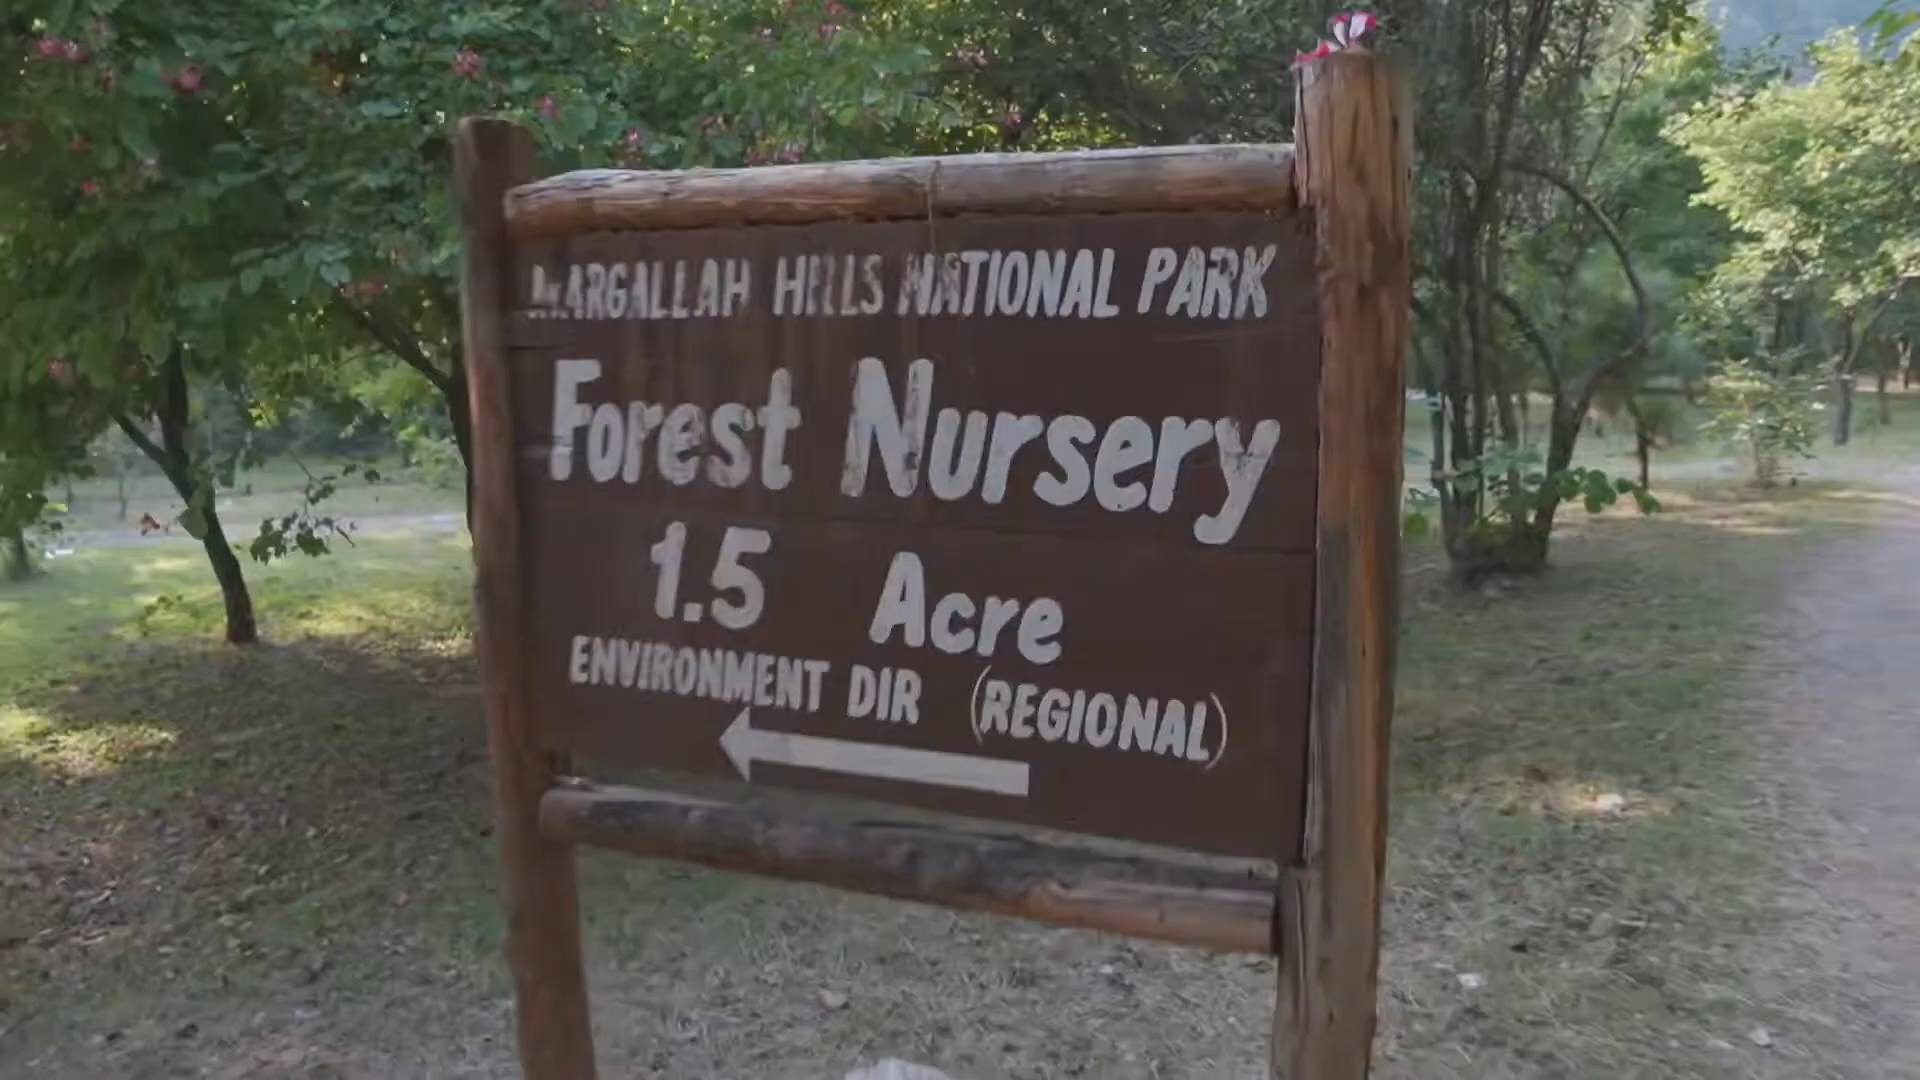 MARGALLAH HILLS NATIONAL PARK
Forest Nursery
1.5 Acre
ENVIRONMENT DIR (REGIONAL)